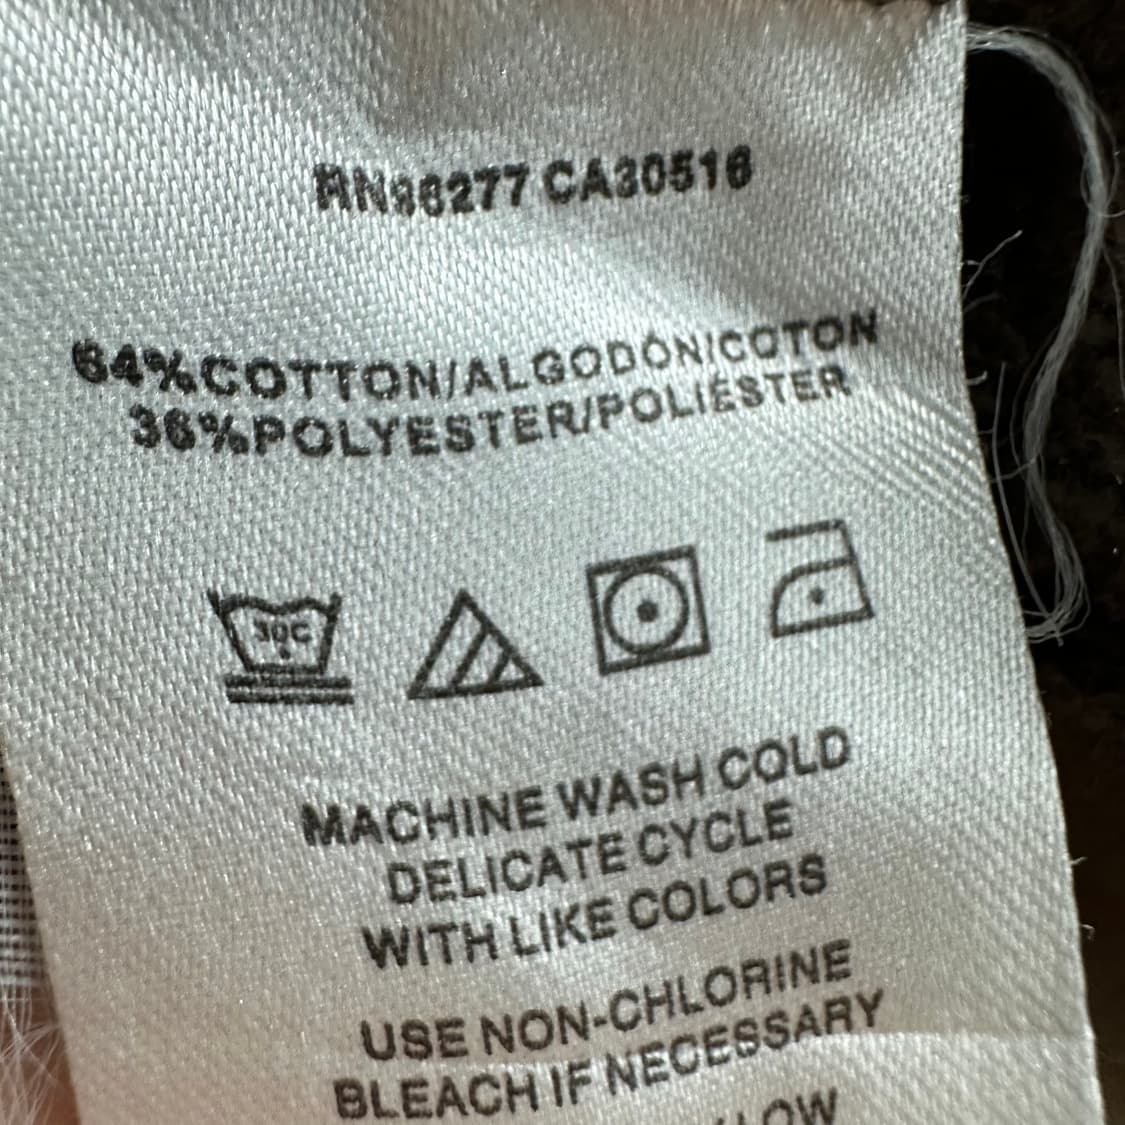 RN96277 CA30516
64%COTTON/ALGODÓN/COTON
36%POLYESTER/POLIÉSTER
30C
MACHINE WASH COLD
DELICATE CYCLE
WITH LIKE COLORS
USE NON-CHLORINE
BLEACH IF NECESSARY
LOW